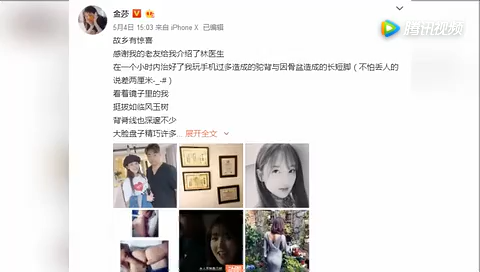 金莎
腾讯视频
5月4日 15:03 来自 iPhone X 已编辑
故乡有惊喜
感谢我的老友给我介绍了林医生
在一个小时内治好了我玩手机过多造成的驼背与因骨盆造成的长短脚（不怕丢人的
说差两厘米-_-#）
看着镜子里的我
挺拔如临风玉树
背脊线也深邃不少
大脸盘子精巧许多... 展开全文